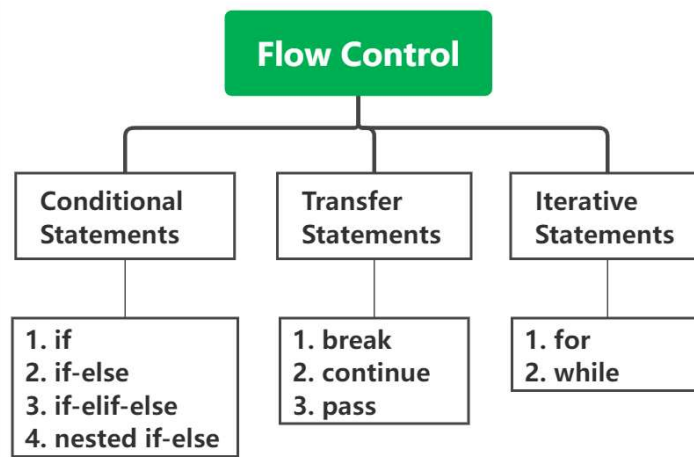 Flow Control
Conditional
Statements
Transfer
Statements
Iterative
Statements
1. if
2. if-else
3. if-elif-else
4. nested if-else
1. break
2. continue
3. pass
1. for
2. while